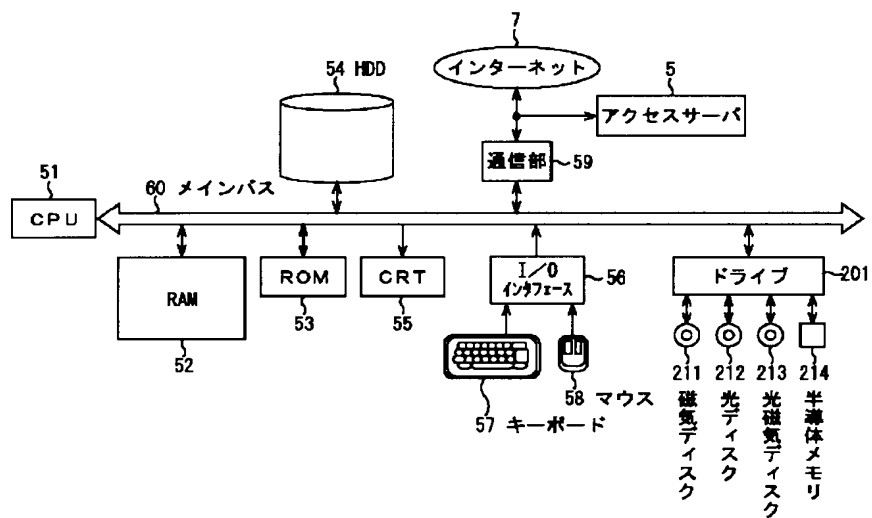 7
インターネット
54 HDD
5
アクセスサーバ
通信部
59
51
CPU
60 メインバス
RAM
52
ROM
53
CRT
55
I/O
インタフェース
56
ドライブ
201
57 キーボード
58 マウス
211
磁気ディスク
212
光ディスク
213
光磁気ディスク
214
半導体メモリ